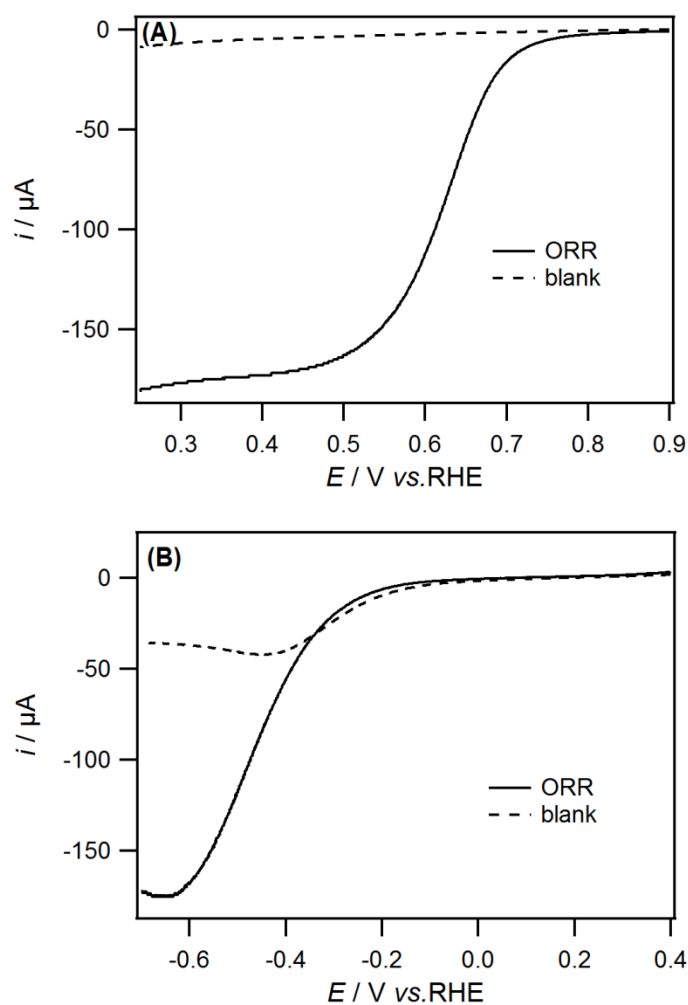 (A)
0
-50
-100
-150
i / µA
ORR
blank
0.3 0.4 0.5 0.6 0.7 0.8 0.9
E / V vs.RHE
(B)
0
-50
-100
-150
i / µA
ORR
blank
-0.6 -0.4 -0.2 0.0 0.2 0.4
E / V vs.RHE